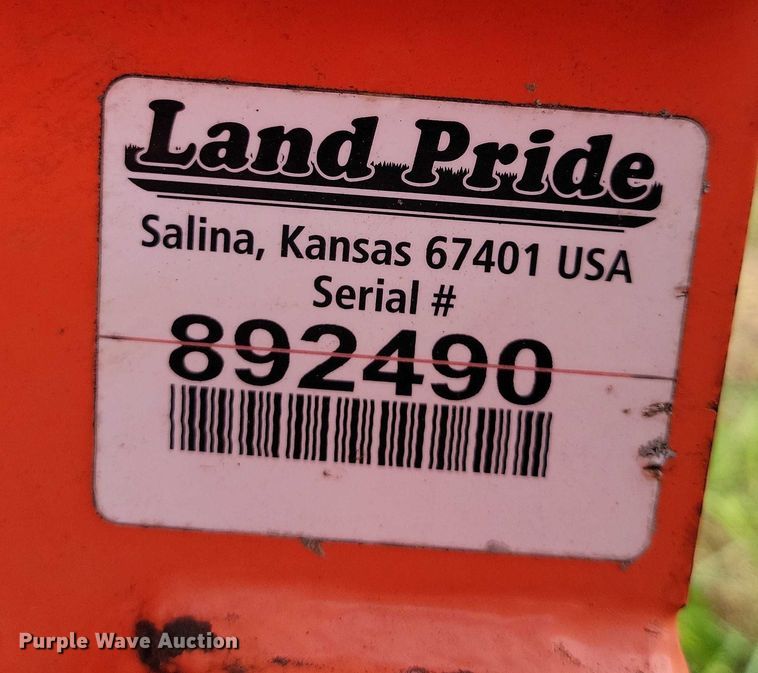 Land Pride
Salina, Kansas 67401 USA
Serial #
892490
Purple Wave Auction